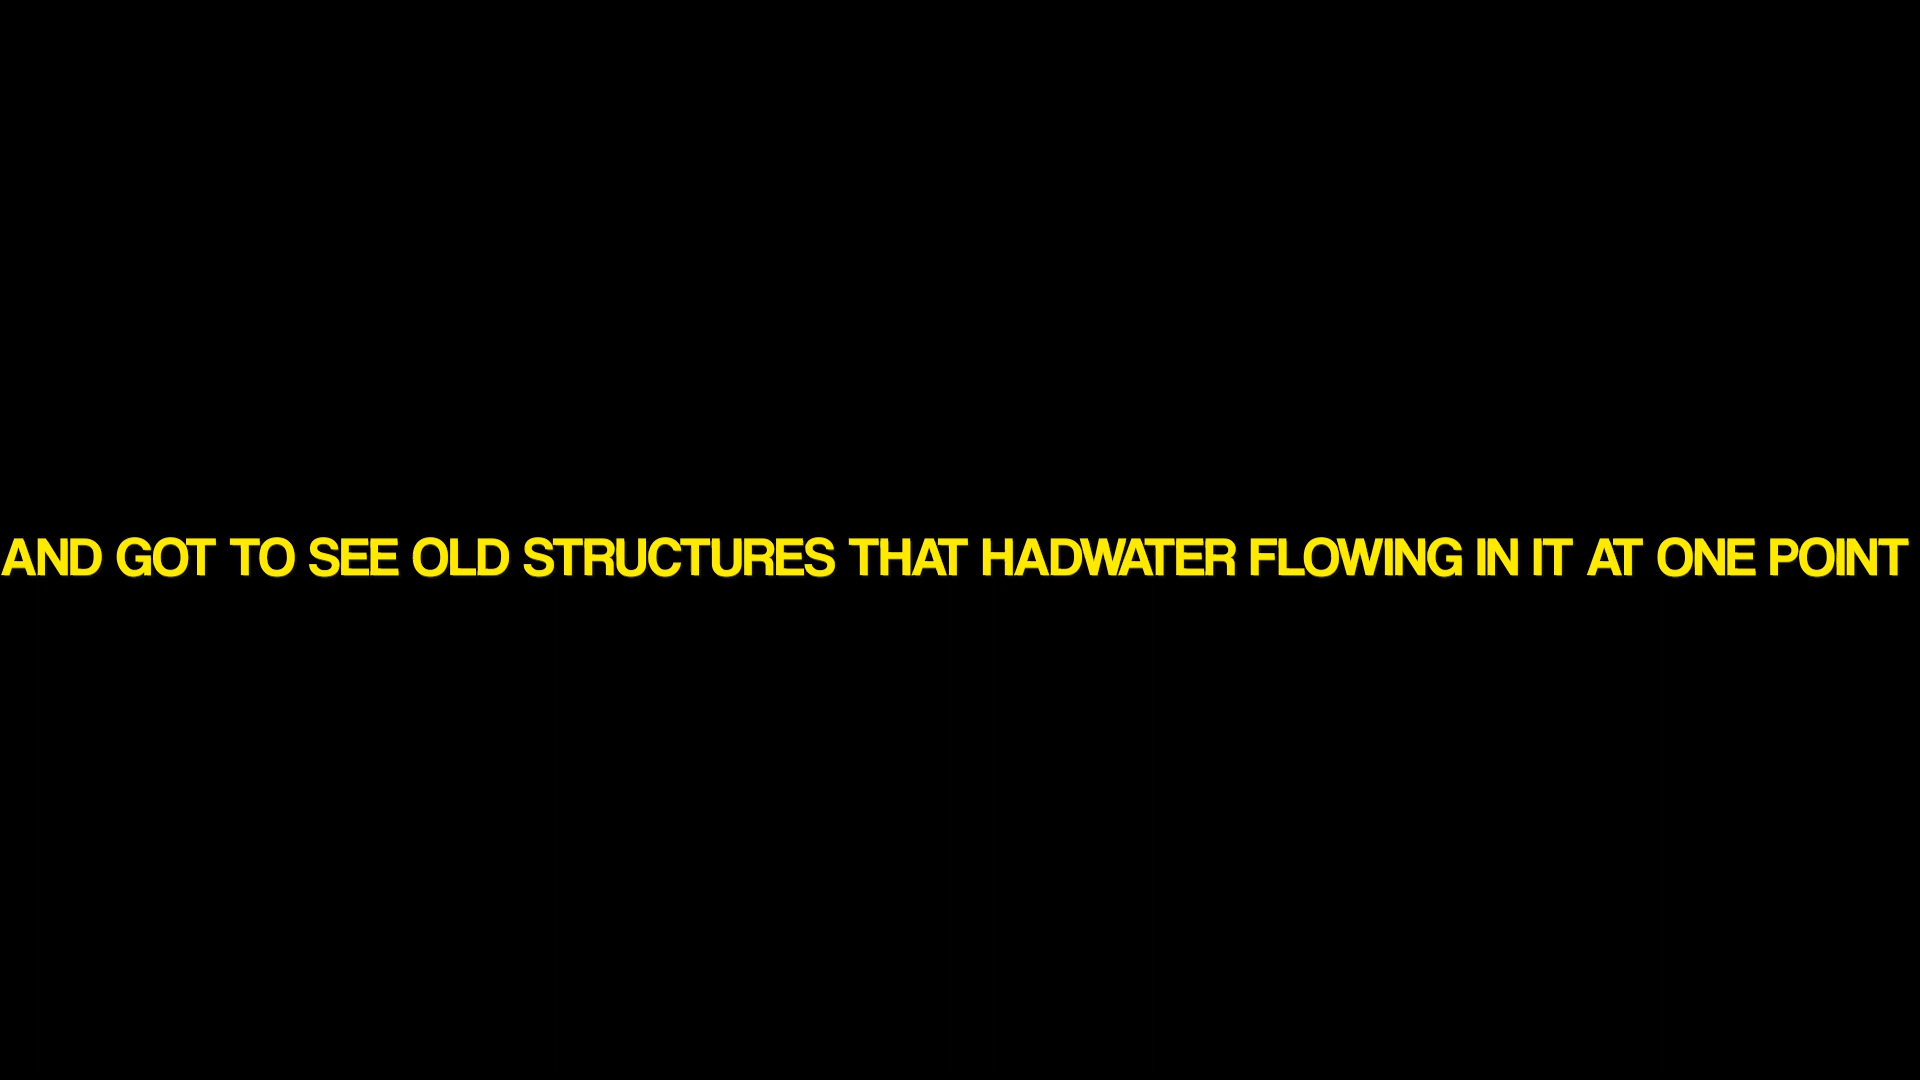 AND GOT TO SEE OLD STRUCTURES THAT HADWATER FLOWING IN IT AT ONE POINT